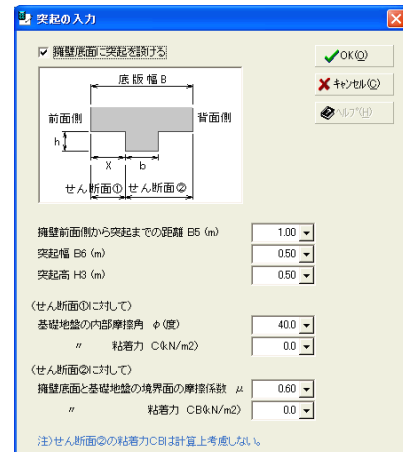 突起の入力
擁壁底面に突起を設ける
OK(O)
キャンセル(C)
ヘルプ(H)
底版幅B
前面側
背面側
h
X
b
せん断面①
せん断面②
擁壁前面側から突起までの距離 B5 (m) 1.00
突起幅 B6 (m) 0.50
突起高 H3 (m) 0.50
(せん断面①に対して)
基礎地盤の内部摩擦角 φ(度) 40.0
〃 粘着力 C(kN/m2) 0.0
(せん断面②に対して)
擁壁底面と基礎地盤の境界面の摩擦係数 μ 0.60
〃 粘着力 CB(kN/m2) 0.0
注)せん断面②の粘着力CBは計算上考慮しない。